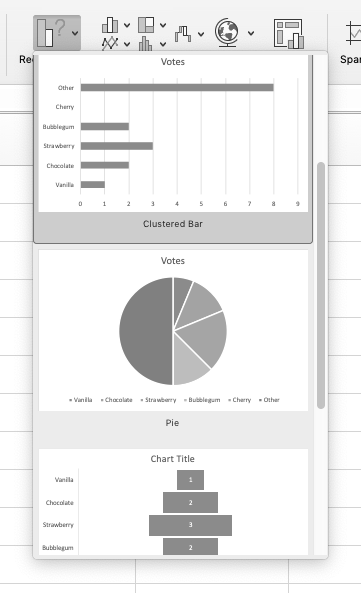 ?
Rec
Spar
Votes
Other
Cherry
Bubblegum
Strawberry
Chocolate
Vanilla
0 1 2 3 4 5 6 7 8 9
Clustered Bar
Votes
Vanilla Chocolate Strawberry Bubblegum Cherry Other
Pie
Chart Title
Vanilla 1
Chocolate 2
Strawberry 3
Bubblegum 2